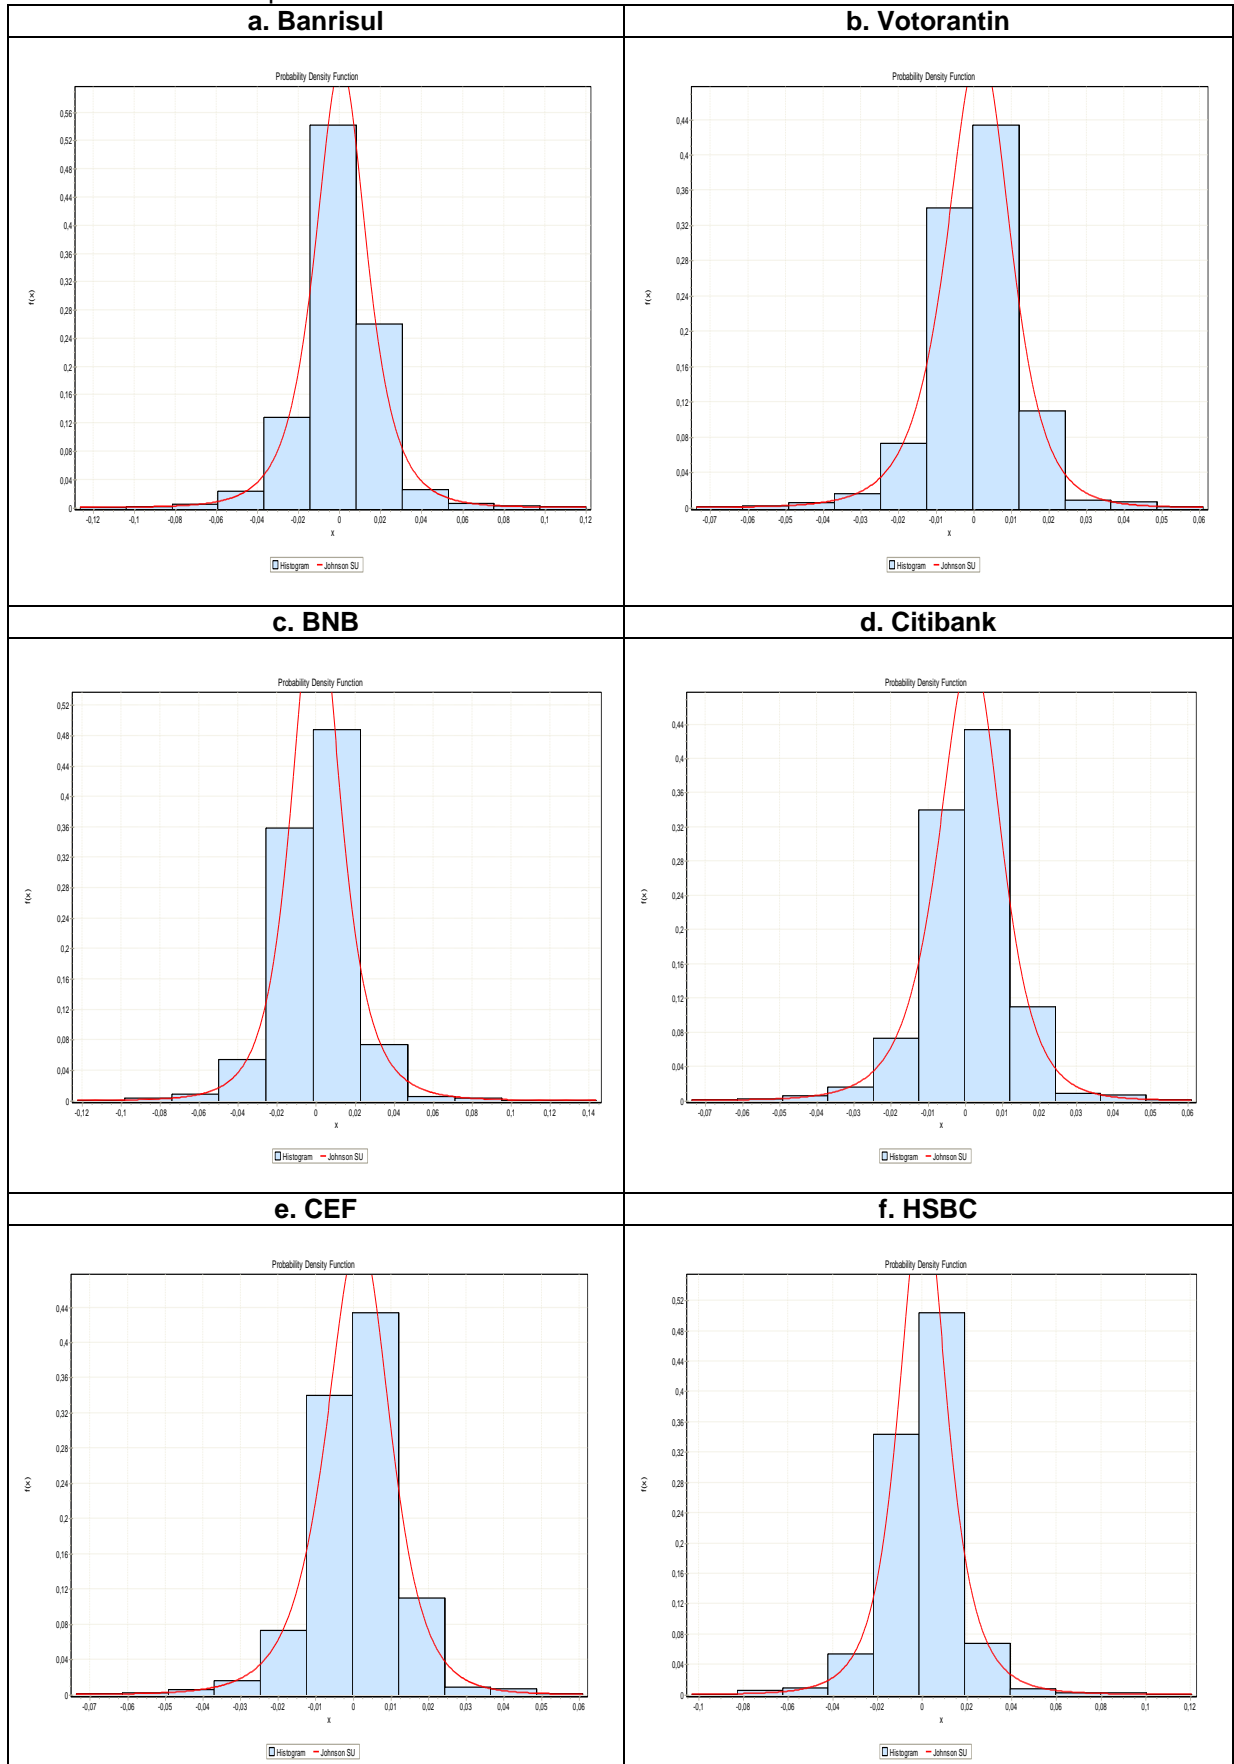 a. Banrisul
b. Votorantin
Probability Density Function
0,56
0,52
0,48
0,44
0,4
0,36
0,32
0,28
0,24
0,2
0,16
0,12
0,08
0,04
0
f(x)
-0,12 -0,1 -0,08 -0,06 -0,04 -0,02 0 0,02 0,04 0,06 0,08 0,1 0,12
x
Histogram Johnson SU
Probability Density Function
0,44
0,4
0,36
0,32
0,28
0,24
0,2
0,16
0,12
0,08
0,04
0
f(x)
-0,07 -0,06 -0,05 -0,04 -0,03 -0,02 -0,01 0 0,01 0,02 0,03 0,04 0,05 0,06
x
Histogram Johnson SU
c. BNB
d. Citibank
Probability Density Function
0,52
0,48
0,44
0,4
0,36
0,32
0,28
0,24
0,2
0,16
0,12
0,08
0,04
0
f(x)
-0,12 -0,1 -0,08 -0,06 -0,04 -0,02 0 0,02 0,04 0,06 0,08 0,1 0,12 0,14
x
Histogram Johnson SU
Probability Density Function
0,44
0,4
0,36
0,32
0,28
0,24
0,2
0,16
0,12
0,08
0,04
0
f(x)
-0,07 -0,06 -0,05 -0,04 -0,03 -0,02 -0,01 0 0,01 0,02 0,03 0,04 0,05 0,06
x
Histogram Johnson SU
e. CEF
f. HSBC
Probability Density Function
0,44
0,4
0,36
0,32
0,28
0,24
0,2
0,16
0,12
0,08
0,04
0
f(x)
-0,07 -0,06 -0,05 -0,04 -0,03 -0,02 -0,01 0 0,01 0,02 0,03 0,04 0,05 0,06
x
Histogram Johnson SU
Probability Density Function
0,52
0,48
0,44
0,4
0,36
0,32
0,28
0,24
0,2
0,16
0,12
0,08
0,04
0
f(x)
-0,1 -0,08 -0,06 -0,04 -0,02 0 0,02 0,04 0,06 0,08 0,1 0,12
x
Histogram Johnson SU